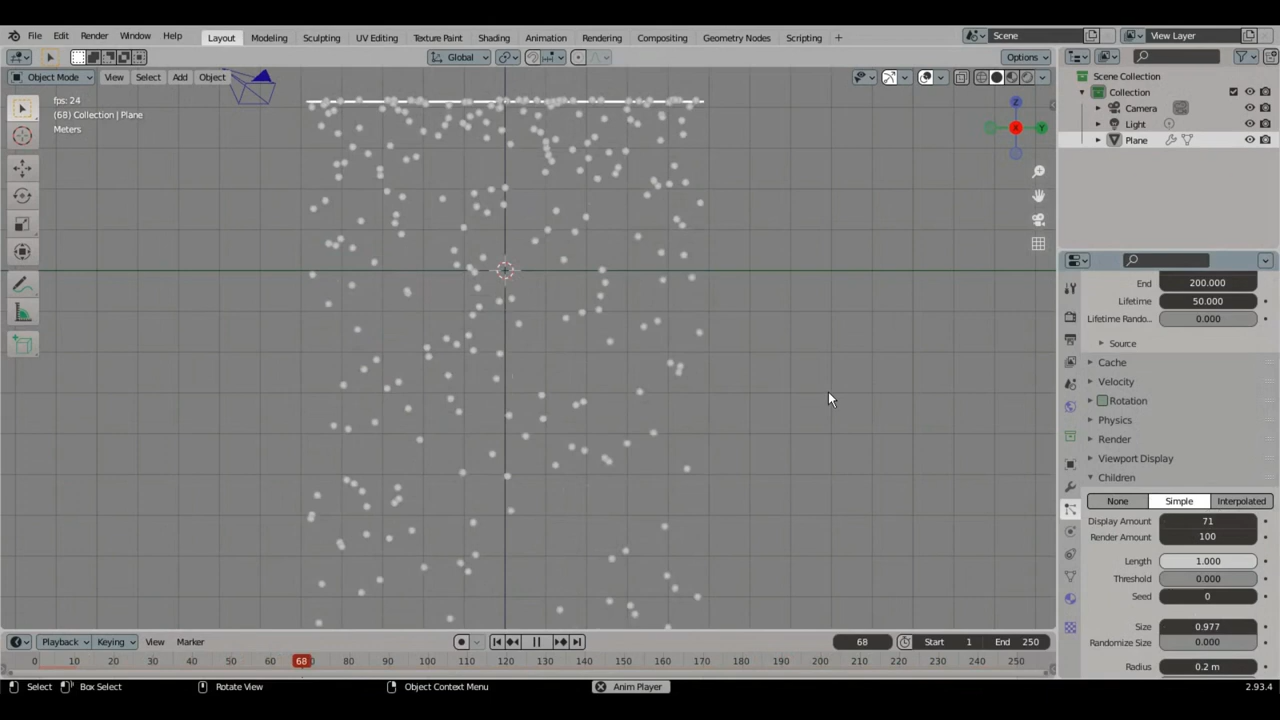 File Edit Render Window Help Layout Modeling Sculpting UV Editing Texture Paint Shading Animation Rendering Compositing Geometry Nodes Scripting + Scene View Layer
Global Options
Object Mode View Select Add Object
Scene Collection
Collection
Camera
Light
Plane
fps: 24
(68) Collection | Plane
Meters
Z
X
Y
End 200.000
Lifetime 50.000
Lifetime Rando... 0.000
Source
Cache
Velocity
Rotation
Physics
Render
Viewport Display
Children
None Simple Interpolated
Display Amount 71
Render Amount 100
Length 1.000
Threshold 0.000
Seed 0
Size 0.977
Randomize Size 0.000
Radius 0.2 m
Playback Keying View Marker 68 Start 1 End 250
0 10 20 30 40 50 68 80 90 100 110 120 130 140 150 160 170 180 190 200 210 220 230 240 250
Select Box Select Rotate View Object Context Menu Anim Player 2.93.4